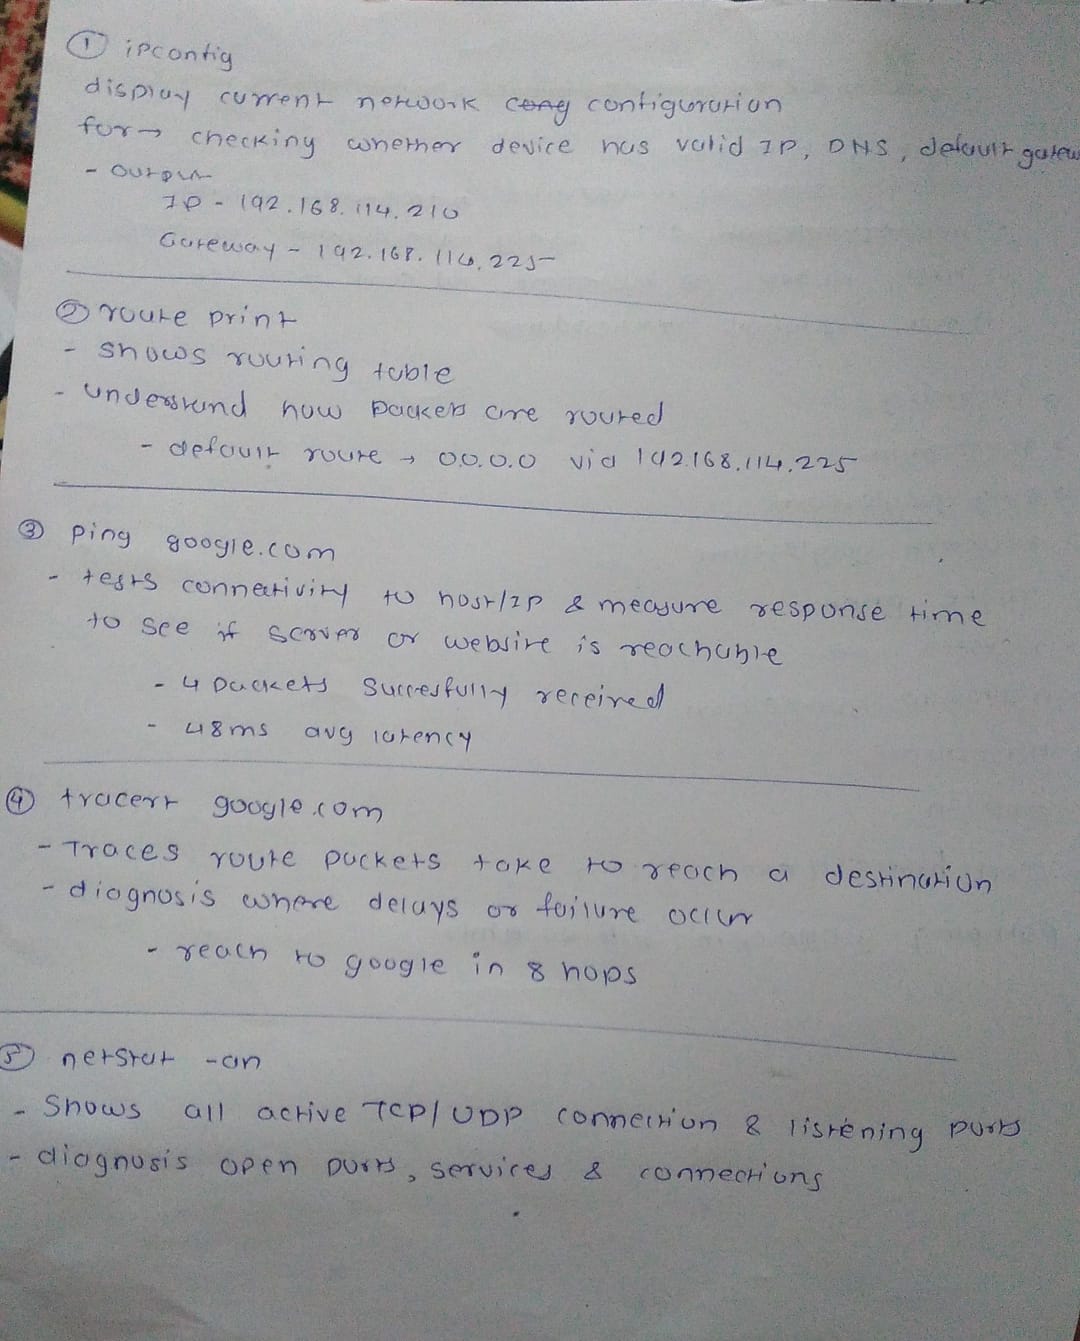 ① ipconfig
display current network configuration
for → checking whether device has valid IP, DNS, default gatew
- output
IP - 192.168.114.210
Gateway - 192.168.114.225
② route print
- shows routing table
- understand how packets are routed
- default route → 0.0.0.0 via 192.168.114.225
③ ping google.com
- tests connectivity to host/IP & measure response time
to see if server or website is reachable
- 4 packets succesfully received
- 48ms avg latency
④ tracert google.com
- Traces route packets take to reach a destination
- diagnosis where delays or failure occur
- reach to google in 8 hops
⑤ netstat -an
- Shows all active TCP/UDP connection & listening ports
- diagnosis open ports, services & connections